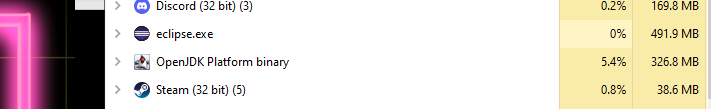 Discord (32 bit) (3) 0.2% 169.8 MB
eclipse.exe 0% 491.9 MB
OpenJDK Platform binary 5.4% 326.8 MB
Steam (32 bit) (5) 0.8% 38.6 MB